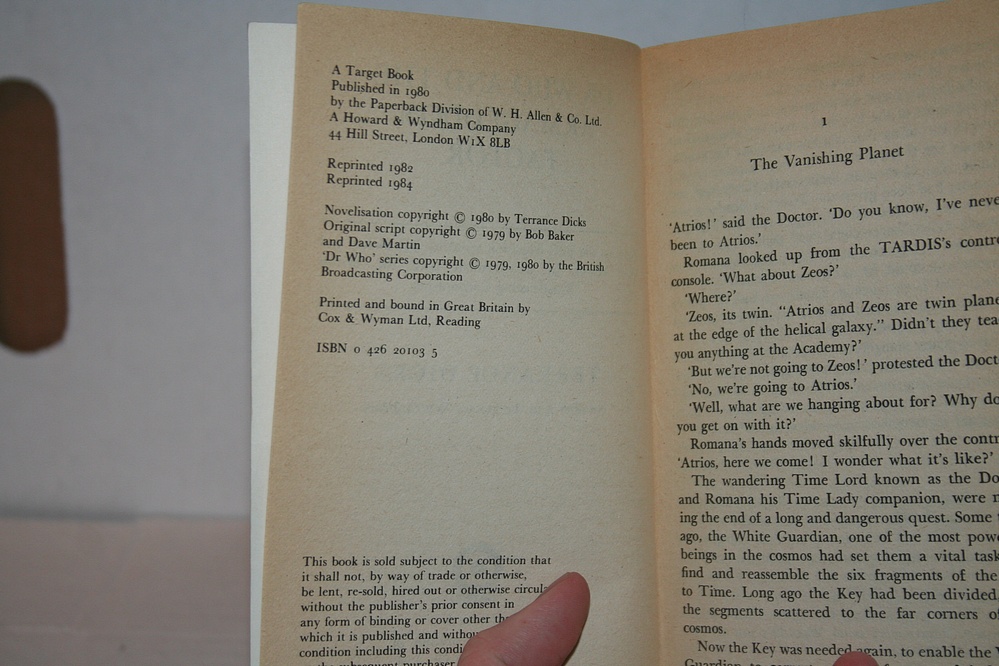 A Target Book
Published in 1980
by the Paperback Division of W. H. Allen & Co. Ltd.
A Howard & Wyndham Company
44 Hill Street, London W1X 8LB
Reprinted 1982
Reprinted 1984
Novelisation copyright © 1980 by Terrance Dicks
Original script copyright © 1979 by Bob Baker
and Dave Martin
'Dr Who' series copyright © 1979, 1980 by the British
Broadcasting Corporation
Printed and bound in Great Britain by
Cox & Wyman Ltd, Reading
ISBN 0 426 20103 5
This book is sold subject to the condition that
it shall not, by way of trade or otherwise,
be lent, re-sold, hired out or otherwise
without the publisher's prior consent in
any form of binding or cover other
which it is published and
condition including this
subsequent purchaser
1
The Vanishing Planet
'Atrios!' said the Doctor. 'Do you know, I've
been to Atrios.'
Romana looked up from the TARDIS's
console. 'What about Zeos?'
'Where?'
'Zeos, its twin. "Atrios and Zeos are twin
at the edge of the helical galaxy." Didn't they
you anything at the Academy?'
'But we're not going to Zeos!' protested the
'No, we're going to Atrios.'
'Well, what are we hanging about for? Why
you get on with it?'
Romana's hands moved skilfully over the
'Atrios, here we come! I wonder what it's like?'
The wandering Time Lord known as the
and Romana his Time Lady companion, were
ing the end of a long and dangerous quest. Some
ago, the White Guardian, one of the most
beings in the cosmos had set them a vital
find and reassemble the six fragments of the
to Time. Long ago the Key had been divided
the segments scattered to the far corners
cosmos.
Now the Key was needed again, to enable the